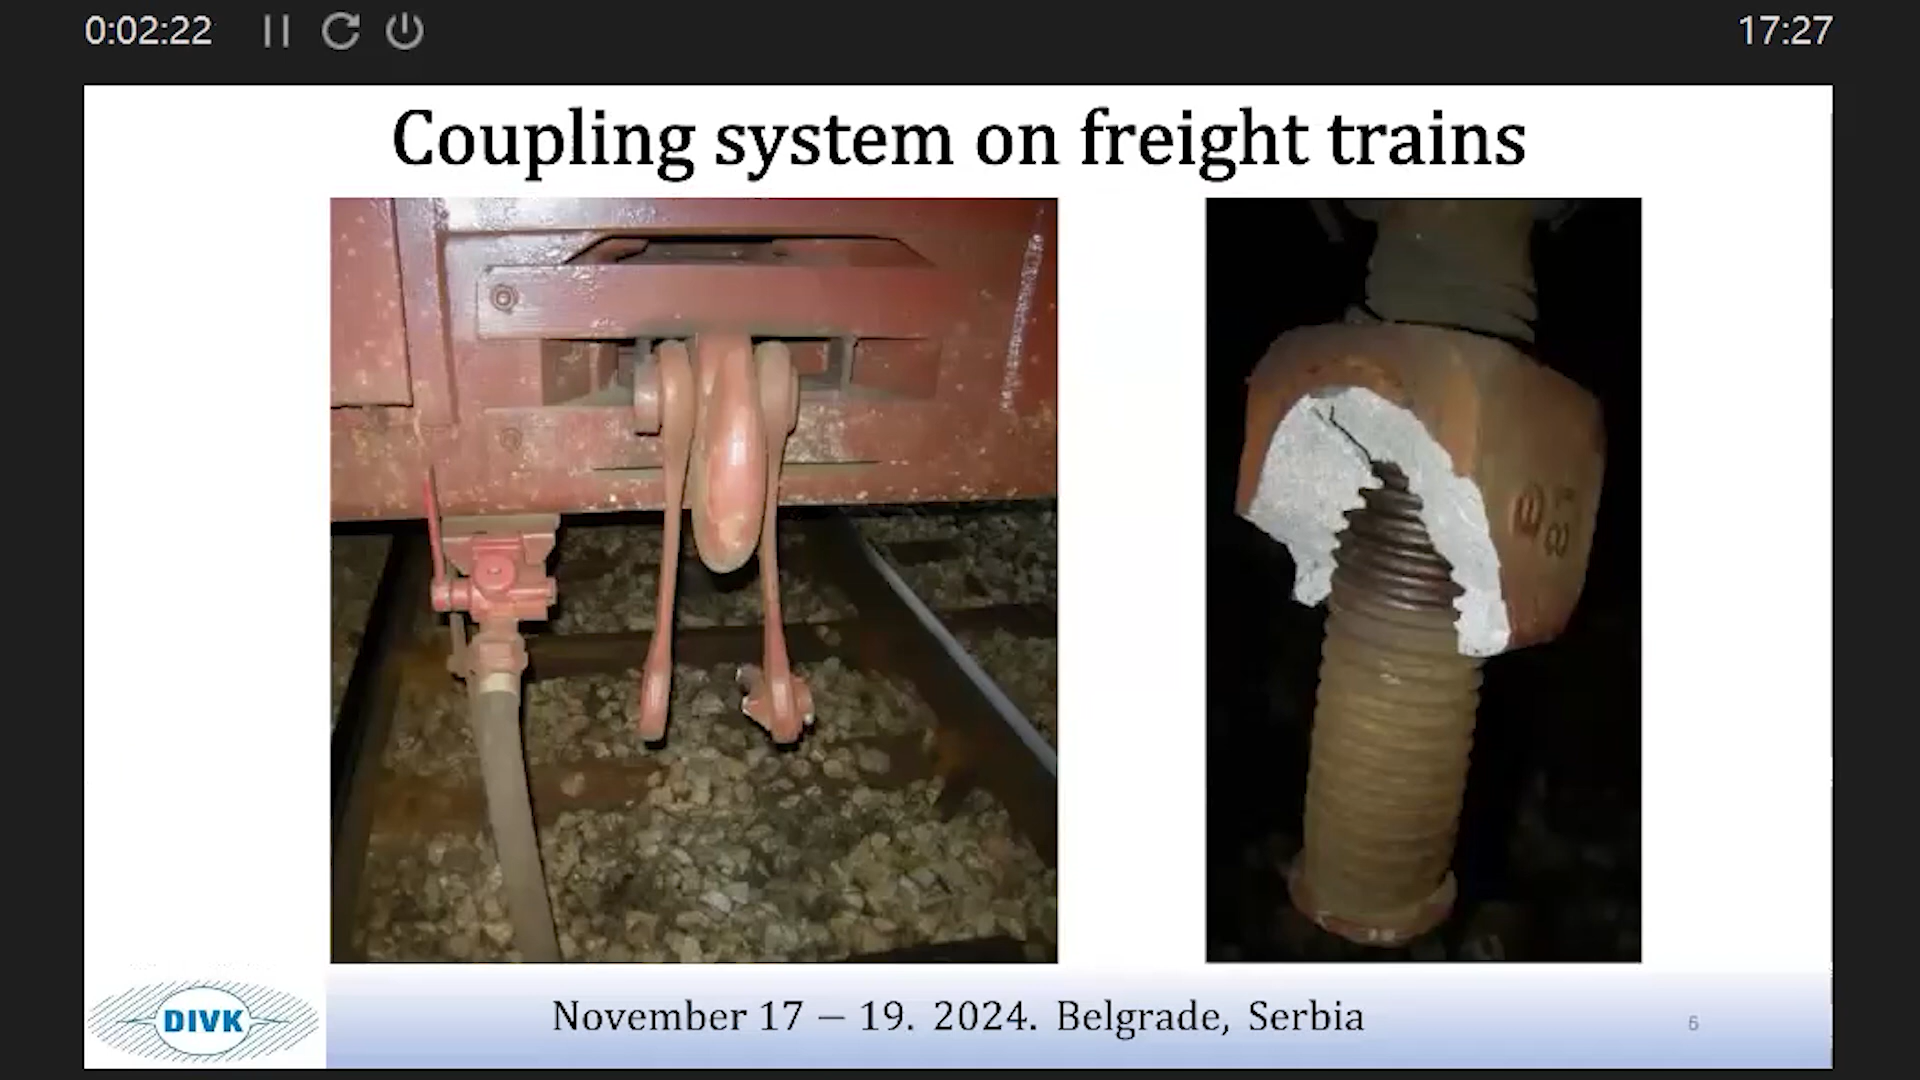 0:02:22
17:27
Coupling system on freight trains
DIVK
November 17 – 19. 2024. Belgrade, Serbia
6